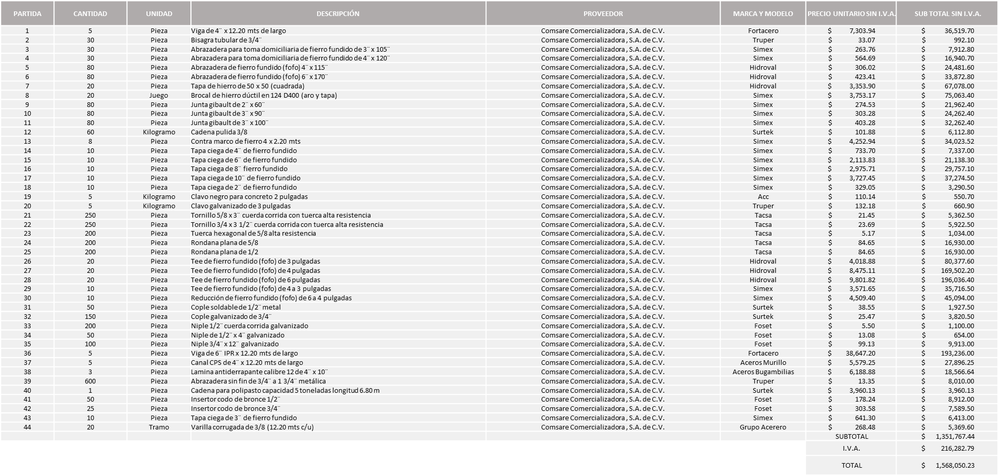 PARTIDA CANTIDAD UNIDAD DESCRIPCIÓN PROVEEDOR MARCA Y MODELO PRECIO UNITARIO SIN I.V.A. SUB TOTAL SIN I.V.A.
1 5 Pieza Viga de 4¨ x 12.20 mts de largo Comsare Comercializadora, S.A. de C.V. Fortacero $ 7,303.94 $ 36,519.70
2 30 Pieza Bisagra tubular de 3/4¨ Comsare Comercializadora, S.A. de C.V. Truper $ 33.07 $ 992.10
3 30 Pieza Abrazadera para toma domiciliaria de fierro fundido de 3¨ x 105¨ Comsare Comercializadora, S.A. de C.V. Simex $ 263.76 $ 7,912.80
4 30 Pieza Abrazadera para toma domiciliaria de fierro fundido de 4¨ x 120¨ Comsare Comercializadora, S.A. de C.V. Simex $ 564.69 $ 16,940.70
5 80 Pieza Abrazadera de fierro fundido (fofo) 4¨ x 115¨ Comsare Comercializadora, S.A. de C.V. Hidroval $ 306.02 $ 24,481.60
6 80 Pieza Abrazadera de fierro fundido (fofo) 6¨ x 170¨ Comsare Comercializadora, S.A. de C.V. Hidroval $ 423.41 $ 33,872.80
7 20 Pieza Tapa de hierro de 50 x 50 (cuadrada) Comsare Comercializadora, S.A. de C.V. Hidroval $ 3,353.90 $ 67,078.00
8 20 Juego Brocal de hierro dúctil en 124 D400 (aro y tapa) Comsare Comercializadora, S.A. de C.V. Simex $ 3,753.17 $ 75,063.40
9 80 Pieza Junta gibault de 2¨ x 60¨ Comsare Comercializadora, S.A. de C.V. Simex $ 274.53 $ 21,962.40
10 80 Pieza Junta gibault de 3¨ x 90¨ Comsare Comercializadora, S.A. de C.V. Simex $ 303.28 $ 24,262.40
11 80 Pieza Junta gibault de 3¨ x 100¨ Comsare Comercializadora, S.A. de C.V. Simex $ 403.28 $ 32,262.40
12 60 Kilogramo Cadena pulida 3/8 Comsare Comercializadora, S.A. de C.V. Surtek $ 101.88 $ 6,112.80
13 8 Pieza Contra marco de fierro 4 x 2.20 mts Comsare Comercializadora, S.A. de C.V. Simex $ 4,252.94 $ 34,023.52
14 10 Pieza Tapa ciega de 4¨ de fierro fundido Comsare Comercializadora, S.A. de C.V. Simex $ 733.70 $ 7,337.00
15 10 Pieza Tapa ciega de 6¨ de fierro fundido Comsare Comercializadora, S.A. de C.V. Simex $ 2,113.83 $ 21,138.30
16 10 Pieza Tapa ciega de 8¨ fierro fundido Comsare Comercializadora, S.A. de C.V. Simex $ 2,975.71 $ 29,757.10
17 10 Pieza Tapa ciega de 10¨ de fierro fundido Comsare Comercializadora, S.A. de C.V. Simex $ 3,727.45 $ 37,274.50
18 10 Pieza Tapa ciega de 2¨ de fierro fundido Comsare Comercializadora, S.A. de C.V. Simex $ 329.05 $ 3,290.50
19 5 Kilogramo Clavo negro para concreto 2 pulgadas Comsare Comercializadora, S.A. de C.V. Acc $ 110.14 $ 550.70
20 5 Kilogramo Clavo galvanizado de 3 pulgadas Comsare Comercializadora, S.A. de C.V. Truper $ 132.18 $ 660.90
21 250 Pieza Tornillo 5/8 x 3¨ cuerda corrida con tuerca alta resistencia Comsare Comercializadora, S.A. de C.V. Tacsa $ 21.45 $ 5,362.50
22 250 Pieza Tornillo 3/4 x 3 1/2¨ cuerda corrida con tuerca alta resistencia Comsare Comercializadora, S.A. de C.V. Tacsa $ 23.69 $ 5,922.50
23 200 Pieza Tuerca hexagonal de 5/8 alta resistencia Comsare Comercializadora, S.A. de C.V. Tacsa $ 5.17 $ 1,034.00
24 200 Pieza Rondana plana de 5/8 Comsare Comercializadora, S.A. de C.V. Tacsa $ 84.65 $ 16,930.00
25 200 Pieza Rondana plana de 1/2 Comsare Comercializadora, S.A. de C.V. Tacsa $ 84.65 $ 16,930.00
26 20 Pieza Tee de fierro fundido (fofo) de 3 pulgadas Comsare Comercializadora, S.A. de C.V. Hidroval $ 4,018.88 $ 80,377.60
27 20 Pieza Tee de fierro fundido (fofo) de 4 pulgadas Comsare Comercializadora, S.A. de C.V. Hidroval $ 8,475.11 $ 169,502.20
28 20 Pieza Tee de fierro fundido (fofo) de 6 pulgadas Comsare Comercializadora, S.A. de C.V. Hidroval $ 9,801.82 $ 196,036.40
29 10 Pieza Tee de fierro fundido (fofo) de 4 a 3 pulgadas Comsare Comercializadora, S.A. de C.V. Simex $ 3,571.65 $ 35,716.50
30 10 Pieza Reducción de fierro fundido (fofo) de 6 a 4 pulgadas Comsare Comercializadora, S.A. de C.V. Simex $ 4,509.40 $ 45,094.00
31 50 Pieza Cople soldable de 1/2¨ metal Comsare Comercializadora, S.A. de C.V. Surtek $ 38.55 $ 1,927.50
32 150 Pieza Cople galvanizado de 3/4¨ Comsare Comercializadora, S.A. de C.V. Surtek $ 25.47 $ 3,820.50
33 200 Pieza Niple 1/2¨ cuerda corrida galvanizado Comsare Comercializadora, S.A. de C.V. Foset $ 5.50 $ 1,100.00
34 50 Pieza Niple de 1/2¨ x 4¨ galvanizado Comsare Comercializadora, S.A. de C.V. Foset $ 13.08 $ 654.00
35 100 Pieza Niple 3/4¨ x 12¨ galvanizado Comsare Comercializadora, S.A. de C.V. Foset $ 99.13 $ 9,913.00
36 5 Pieza Viga de 6¨ IPR x 12.20 mts de largo Comsare Comercializadora, S.A. de C.V. Fortacero $ 38,647.20 $ 193,236.00
37 5 Pieza Canal CPS de 4¨ x 12.20 mts de largo Comsare Comercializadora, S.A. de C.V. Aceros Murillo $ 5,579.25 $ 27,896.25
38 3 Pieza Lamina antiderrapante calibre 12 de 4¨ x 10¨ Comsare Comercializadora, S.A. de C.V. Aceros Bugambilias $ 6,188.88 $ 18,566.64
39 600 Pieza Abrazadera sin fin de 3/4¨ a 1 3/4¨ metálica Comsare Comercializadora, S.A. de C.V. Truper $ 13.35 $ 8,010.00
40 1 Pieza Cadena para polipasto capacidad 5 toneladas longitud 6.80 m Comsare Comercializadora, S.A. de C.V. Surtek $ 3,960.13 $ 3,960.13
41 50 Pieza Insertor codo de bronce 1/2¨ Comsare Comercializadora, S.A. de C.V. Foset $ 178.24 $ 8,912.00
42 25 Pieza Insertor codo de bronce 3/4¨ Comsare Comercializadora, S.A. de C.V. Foset $ 303.58 $ 7,589.50
43 10 Pieza Tapa ciega de 3¨ de fierro fundido Comsare Comercializadora, S.A. de C.V. Simex $ 641.30 $ 6,413.00
44 20 Tramo Varilla corrugada de 3/8 (12.20 mts c/u) Comsare Comercializadora, S.A. de C.V. Grupo Acerero $ 268.48 $ 5,369.60
SUBTOTAL $ 1,351,767.44
I.V.A. $ 216,282.79
TOTAL $ 1,568,050.23